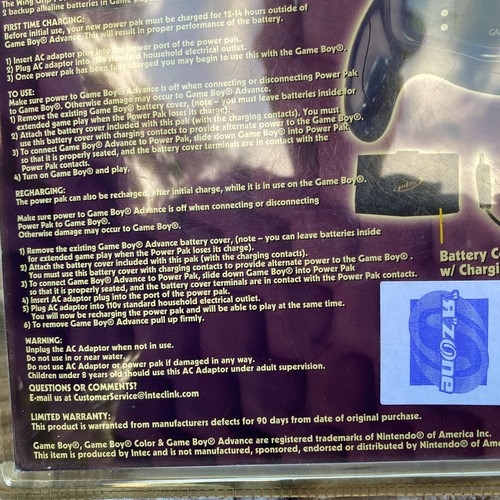 The Wing Grip
2 backup alkaline batteries in Game Boy
FIRST TIME CHARGING:
Before initial use, your new power pak must be charged for 12-14 hours outside of
Game Boy® Advance. This will result in proper performance of the battery.
1) Insert AC adaptor plug into the power port of the power pak.
2) Plug AC adaptor into 110v standard household electrical outlet.
3) Once power pak has been fully charged you may begin to use this with the Game Boy®.
TO USE:
Make sure power to Game Boy® Advance is off when connecting or disconnecting Power Pak
to Game Boy®. Otherwise damage may occur to Game Boy® Advance.
1) Remove the existing Game Boy® Advance battery cover, (note – you must leave batteries inside for
extended game play when the Power Pak loses its charge).
2) Attach the battery cover included with this pak (with the charging contacts). You must
use this battery cover with charging contacts to provide alternate power to the Game Boy®.
3) To connect Game Boy® Advance to Power Pak, slide down Game Boy® into Power Pak
so that it is properly seated, and the battery cover terminals are in contact with the
Power Pak contacts.
4) Turn on Game Boy® and play.
REGHARGING:
The power pak can also be recharged, after initial charge, while it is in use on the Game Boy®.
Make sure power to Game Boy® Advance is off when connecting or disconnecting
Power Pak to Game Boy®.
Otherwise damage may occur to Game Boy®.
1) Remove the existing Game Boy® Advance battery cover, (note – you can leave batteries inside
for extended game play when the Power Pak loses its charge).
2) Attach the battery cover included with this pak (with the charging contacts).
You must use this battery cover with charging contacts to provide alternate power to the Game Boy®.
3) To connect Game Boy® Advance to Power Pak, slide down Game Boy® into Power Pak
so that it is properly seated, and the battery cover terminals are in contact with the Power Pak contacts.
4) Insert AC adaptor plug into the port of the power pak.
5) Plug AC adaptor into 110v standard household electrical outlet.
You will now be recharging the power pak and will be able to play at the same time.
6) To remove Game Boy® Advance pull up firmly.
WARNING:
Unplug the AC Adaptor when not in use.
Do not use in or near water.
Do not use AC Adaptor or power pak if damaged in any way.
Children under 8 years old should use this AC Adaptor under adult supervision.
QUESTIONS OR COMMENTS?
E-mail us at CustomerService@Inteclink.com
LIMITED WARRANTY:
This product is warranted from manufacturers defects for 90 days from date of original purchase.
Game Boy®, Game Boy® Color & Game Boy® Advance are registered trademarks of Nintendo® of America Inc.
This item is produced by Intec and is not manufactured, sponsored, endorsed or distributed by Nintendo® of Am
Battery C
w/ Chargi
Я'ZOne™